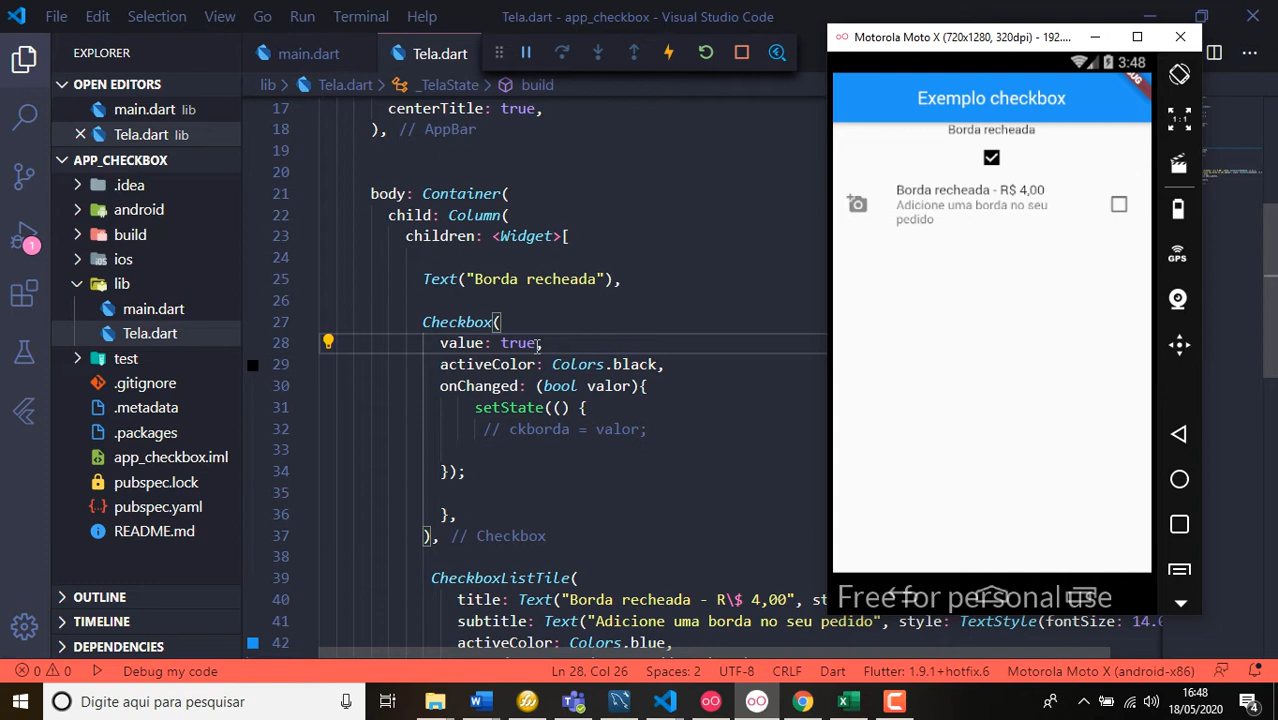 File Edit Selection View Go Run Terminal Help Tela.dart - app_checkbox - Visual Studio Code
Motorola Moto X (720x1280, 320dpi) - 192....
EXPLORER
main.dart Tela.dart
lib > Tela.dart > _TelaState > build
OPEN EDITORS
main.dart lib
Tela.dart lib
APP_CHECKBOX
.idea
android
build
ios
lib
main.dart
Tela.dart
test
.gitignore
.metadata
.packages
app_checkbox.iml
pubspec.lock
pubspec.yaml
README.md
OUTLINE
TIMELINE
DEPENDENCIES
1
17 centerTitle: true,
18 ), // AppBar
19
20
21 body: Container(
22 child: Column(
23 children: <Widget>[
24
25 Text("Borda recheada"),
26
27 Checkbox(
28 value: true,
29 activeColor: Colors.black,
30 onChanged: (bool valor){
31 setState(() {
32 // ckborda = valor;
33
34 });
35
36 },
37 ), // Checkbox
38
39 CheckboxListTile(
40 title: Text("Borda recheada - R\$ 4,00", st
41 subtitle: Text("Adicione uma borda no seu pedido", style: TextStyle(fontSize: 14.0
42 activeColor: Colors.blue,
3:48
Exemplo checkbox
Borda recheada
Borda recheada - R$ 4,00
Adicione uma borda no seu
pedido
1:1
GPS
Free for personal use
0 0 Debug my code Ln 28, Col 26 Spaces: 2 UTF-8 CRLF Dart Flutter: 1.9.1+hotfix.6 Motorola Moto X (android-x86)
Digite aqui para pesquisar
16:48
18/05/2020
4